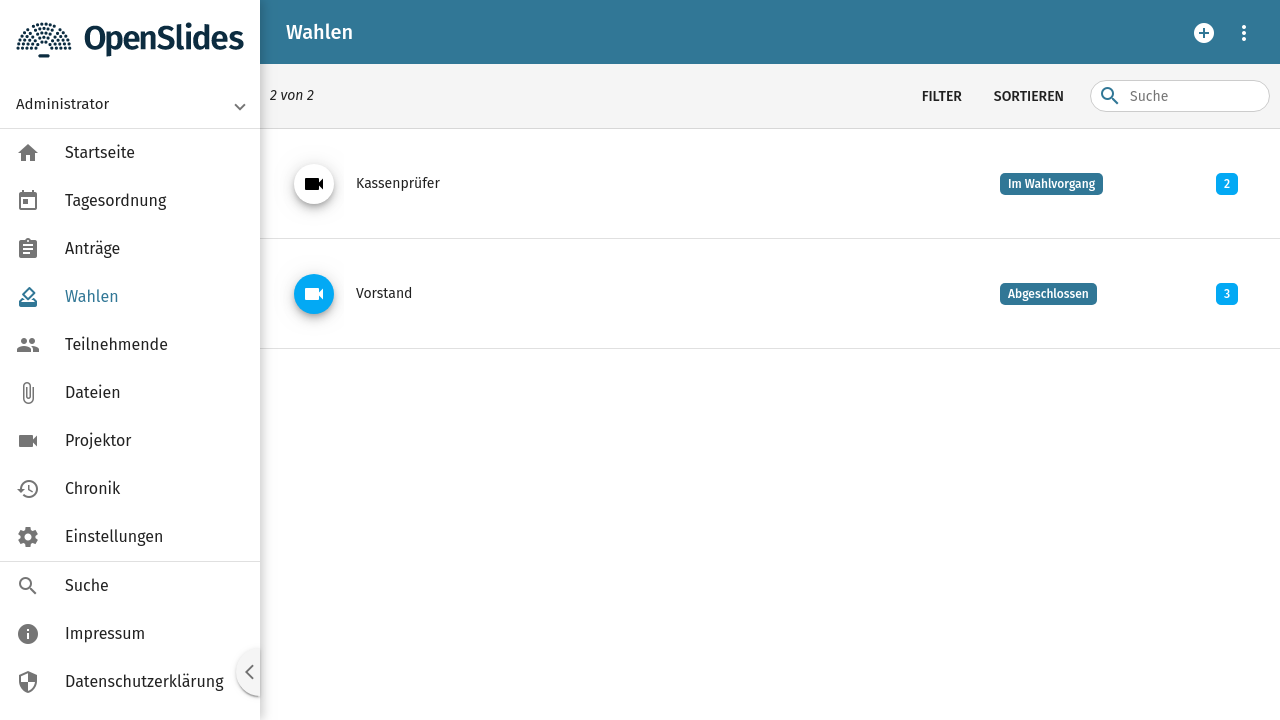 OpenSlides
Administrator
Startseite
Tagesordnung
Anträge
Wahlen
Teilnehmende
Dateien
Projektor
Chronik
Einstellungen
Suche
Impressum
Datenschutzerklärung
Wahlen
2 von 2
FILTER
SORTIEREN
Suche
Kassenprüfer
Im Wahlvorgang
2
Vorstand
Abgeschlossen
3